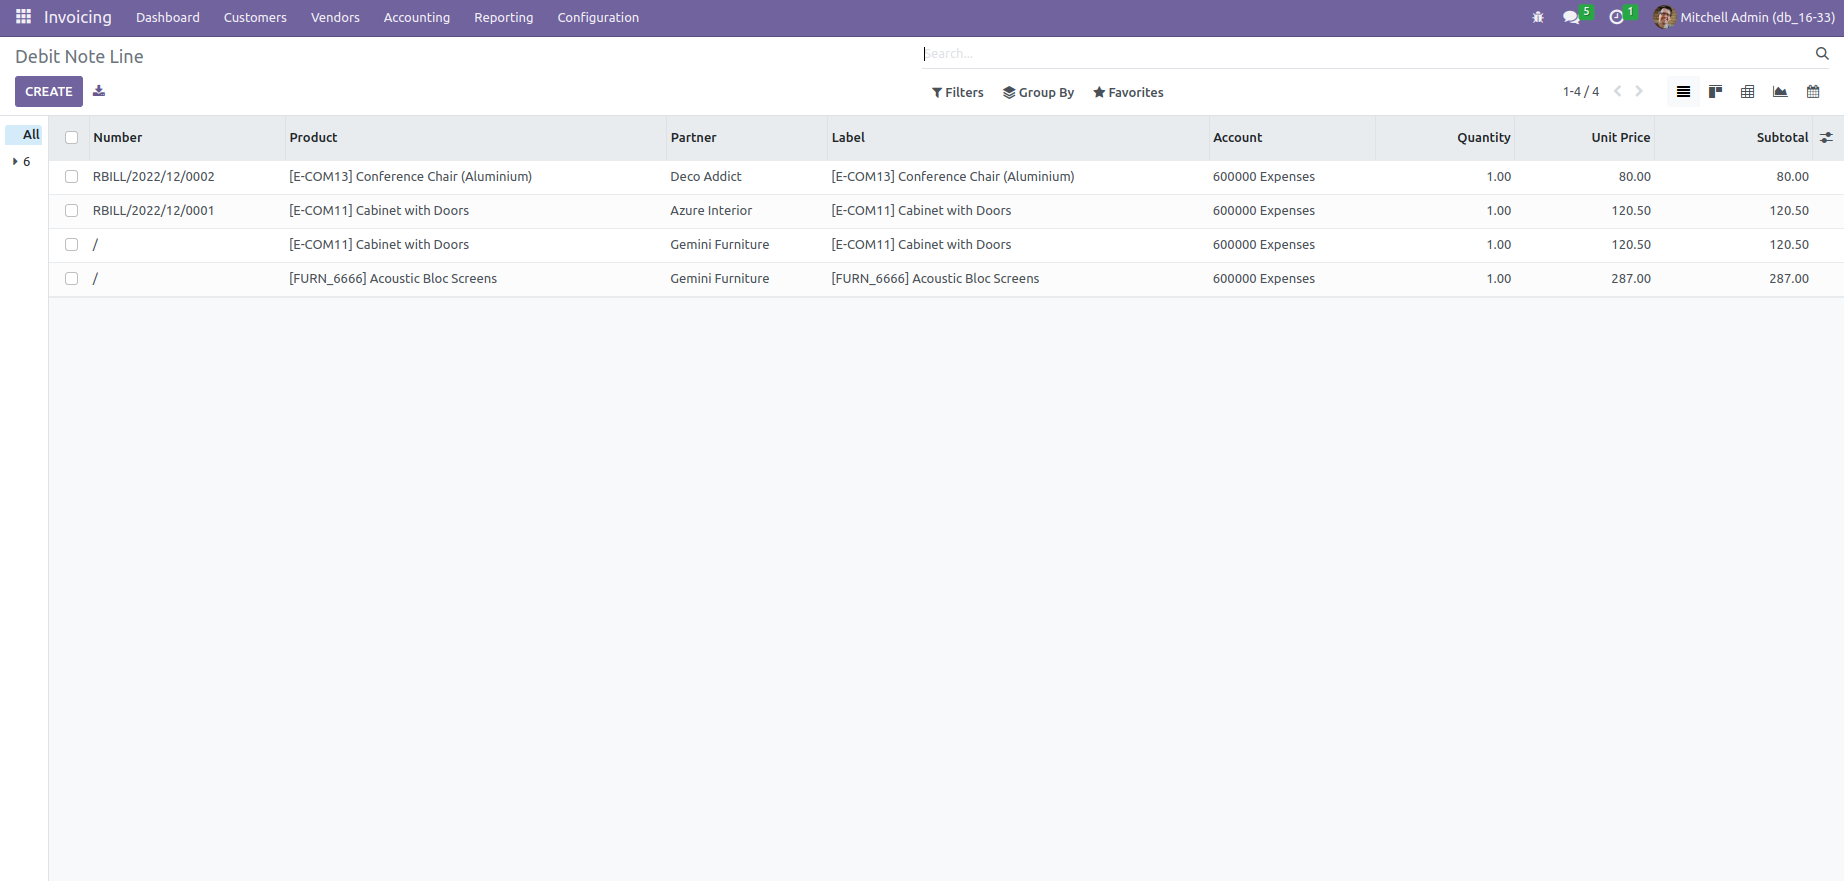 Invoicing Dashboard Customers Vendors Accounting Reporting Configuration 5 1 Mitchell Admin (db_16-33)
Debit Note Line Search...
CREATE Filters Group By Favorites 1-4 / 4
All Number Product Partner Label Account Quantity Unit Price Subtotal
6
RBILL/2022/12/0002 [E-COM13] Conference Chair (Aluminium) Deco Addict [E-COM13] Conference Chair (Aluminium) 600000 Expenses 1.00 80.00 80.00
RBILL/2022/12/0001 [E-COM11] Cabinet with Doors Azure Interior [E-COM11] Cabinet with Doors 600000 Expenses 1.00 120.50 120.50
/ [E-COM11] Cabinet with Doors Gemini Furniture [E-COM11] Cabinet with Doors 600000 Expenses 1.00 120.50 120.50
/ [FURN_6666] Acoustic Bloc Screens Gemini Furniture [FURN_6666] Acoustic Bloc Screens 600000 Expenses 1.00 287.00 287.00